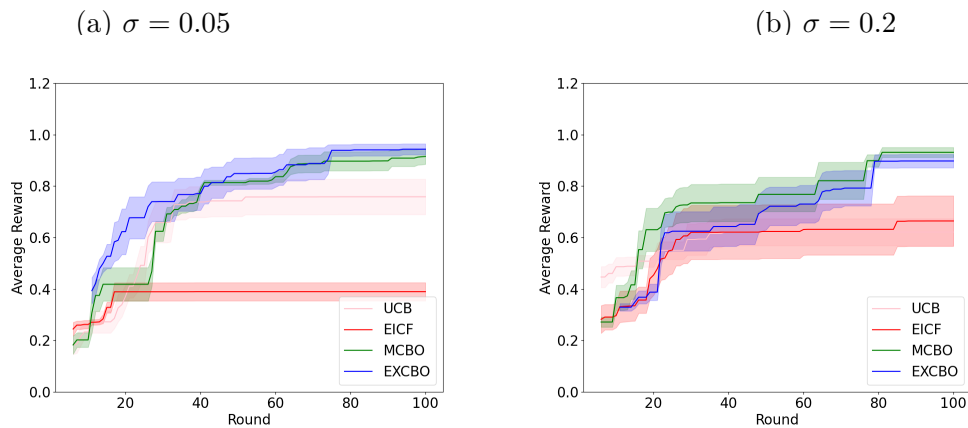 (a) σ = 0.05
(b) σ = 0.2
1.2
1.0
0.8
0.6
0.4
0.2
0.0
Average Reward
20
40
60
80
100
Round
UCB
EICF
MCBO
EXCBO
1.2
1.0
0.8
0.6
0.4
0.2
0.0
Average Reward
20
40
60
80
100
Round
UCB
EICF
MCBO
EXCBO